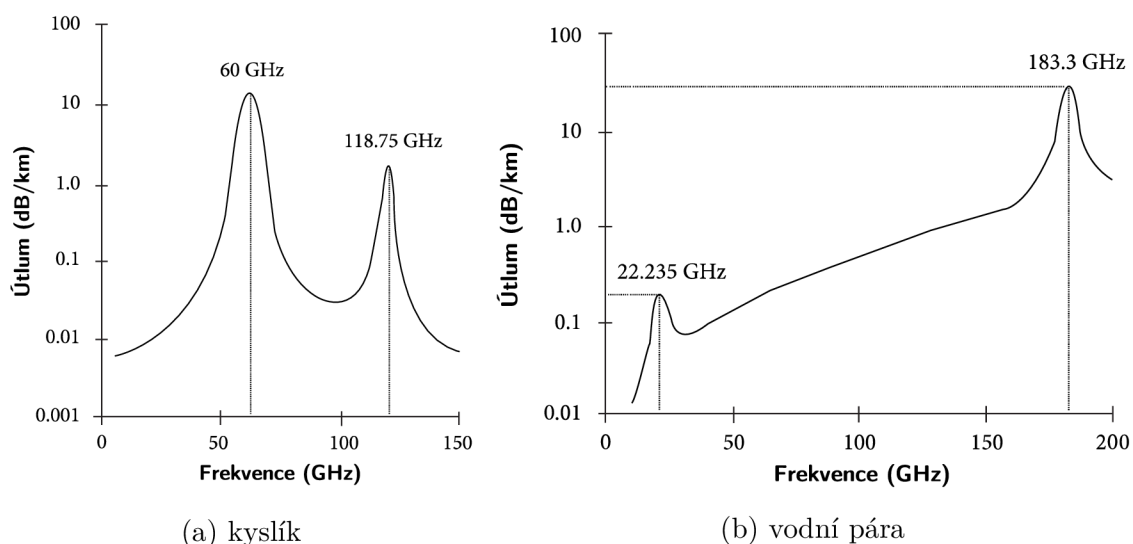 100
10
1.0
0.1
0.01
0.001
Útlum (dB/km)
60 GHz
118.75 GHz
0
50
100
150
Frekvence (GHz)
(a) kyslík
100
10
1.0
0.1
0.01
Útlum (dB/km)
183.3 GHz
22.235 GHz
0
50
100
150
200
Frekvence (GHz)
(b) vodní pára